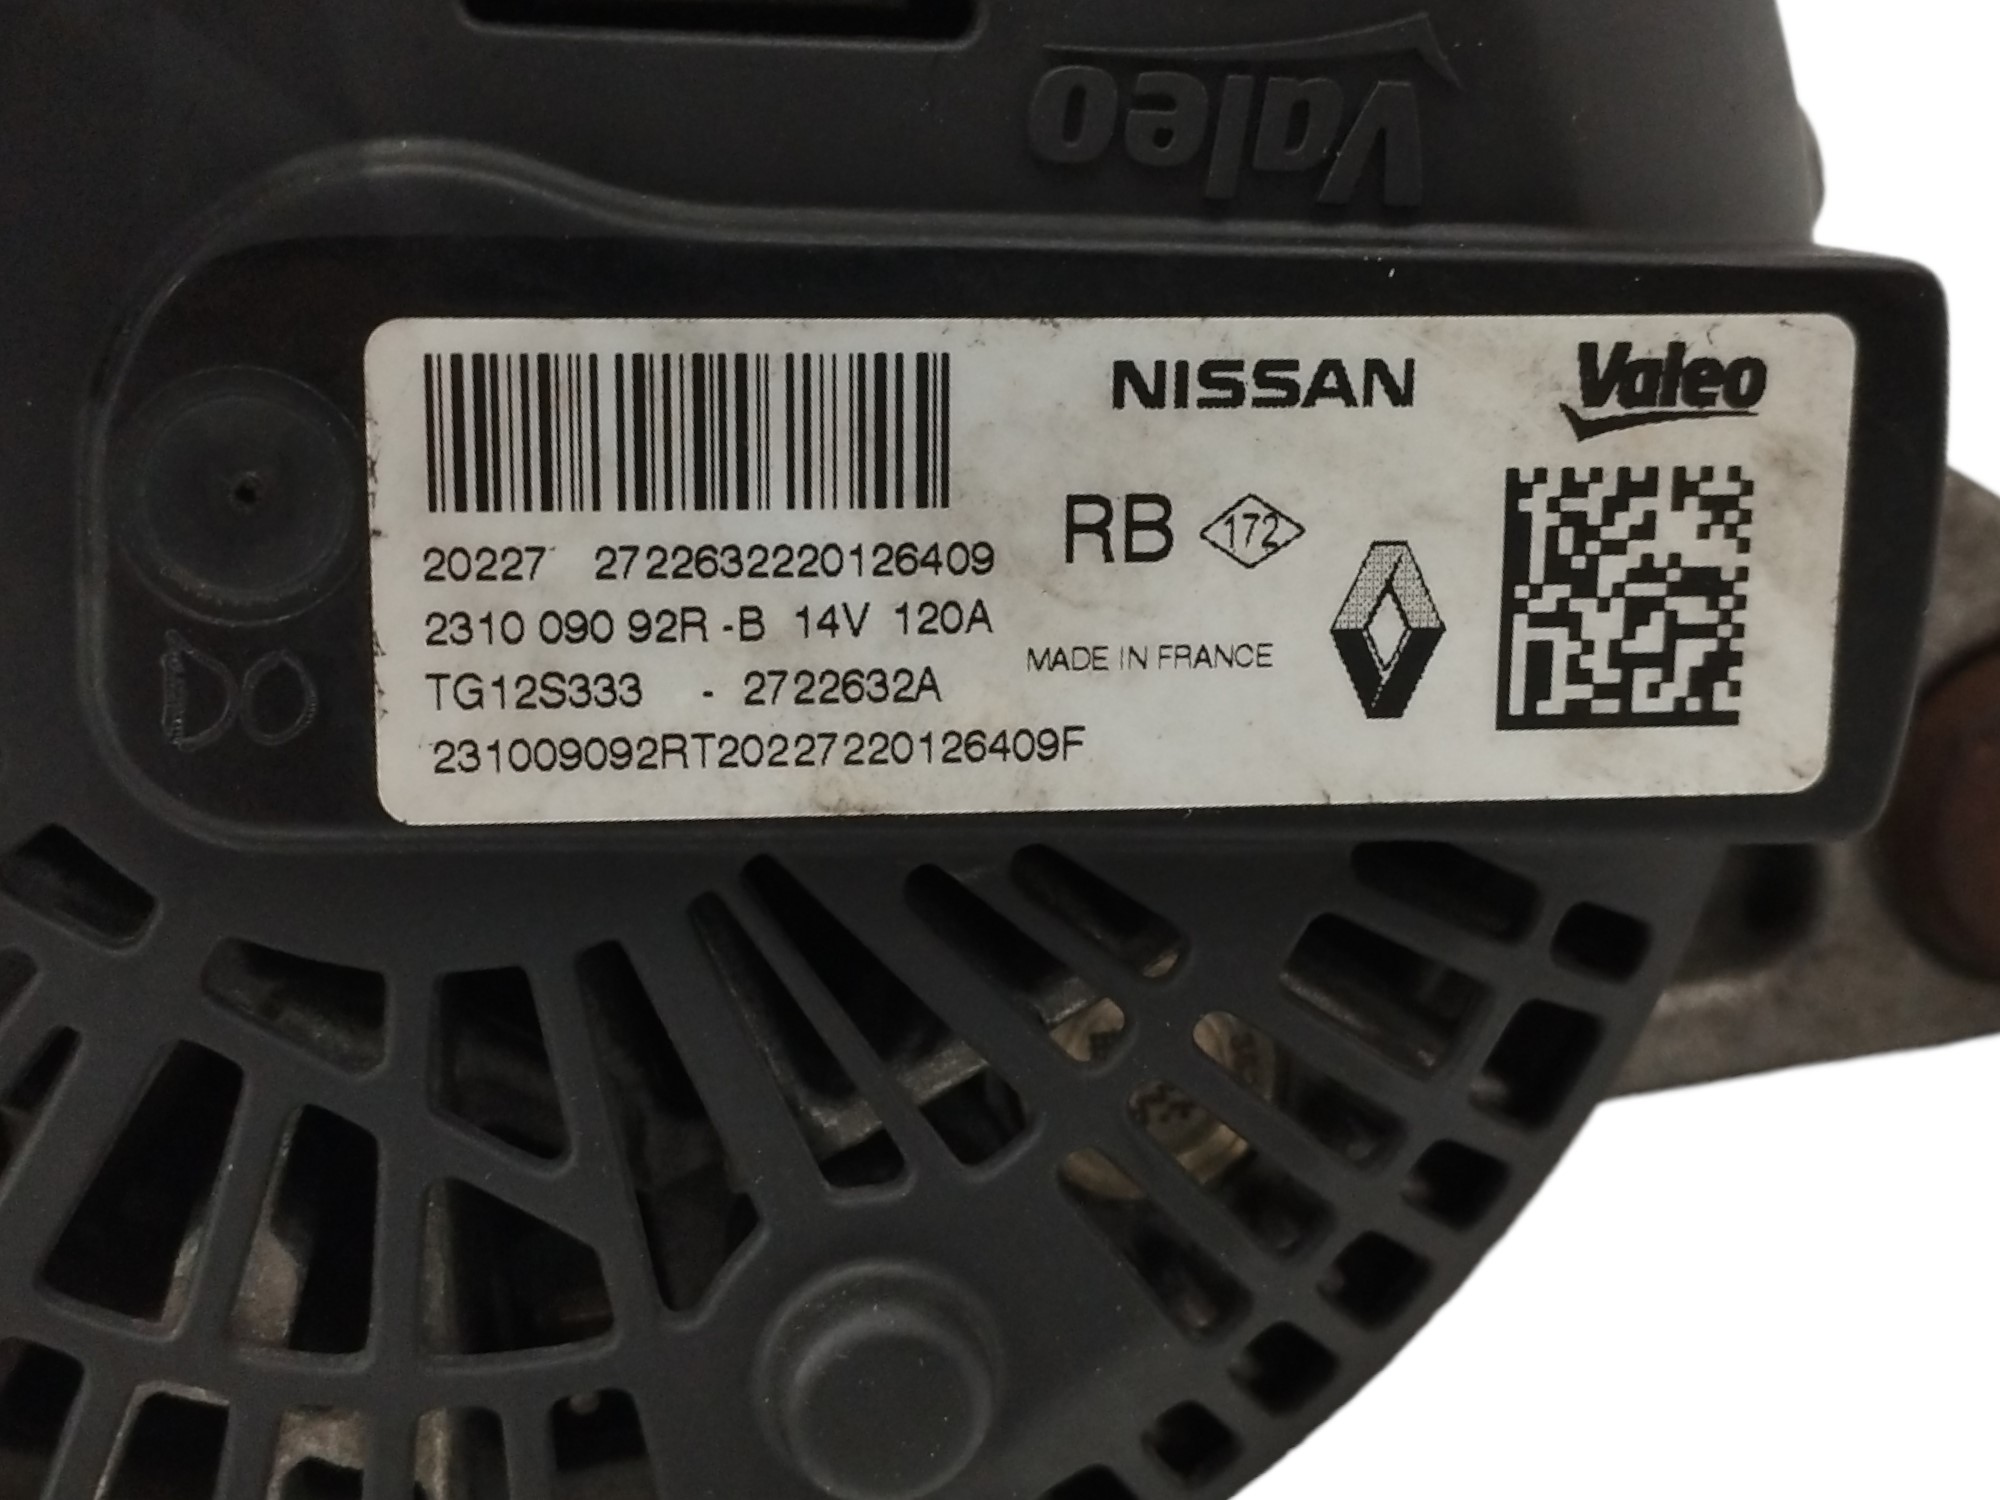 Valeo
NISSAN Valeo
RB 172
20227 2722632220126409
2310 090 92R -B 14V 120A
MADE IN FRANCE
TG12S333 - 2722632A
231009092RT20227220126409F